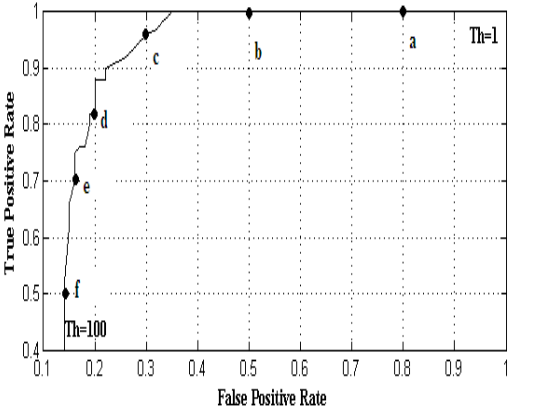 1
0.9
0.8
0.7
0.6
0.5
0.4
True Positive Rate
Th=1
a
b
c
d
e
f
Th=100
0.1 0.2 0.3 0.4 0.5 0.6 0.7 0.8 0.9 1
False Positive Rate